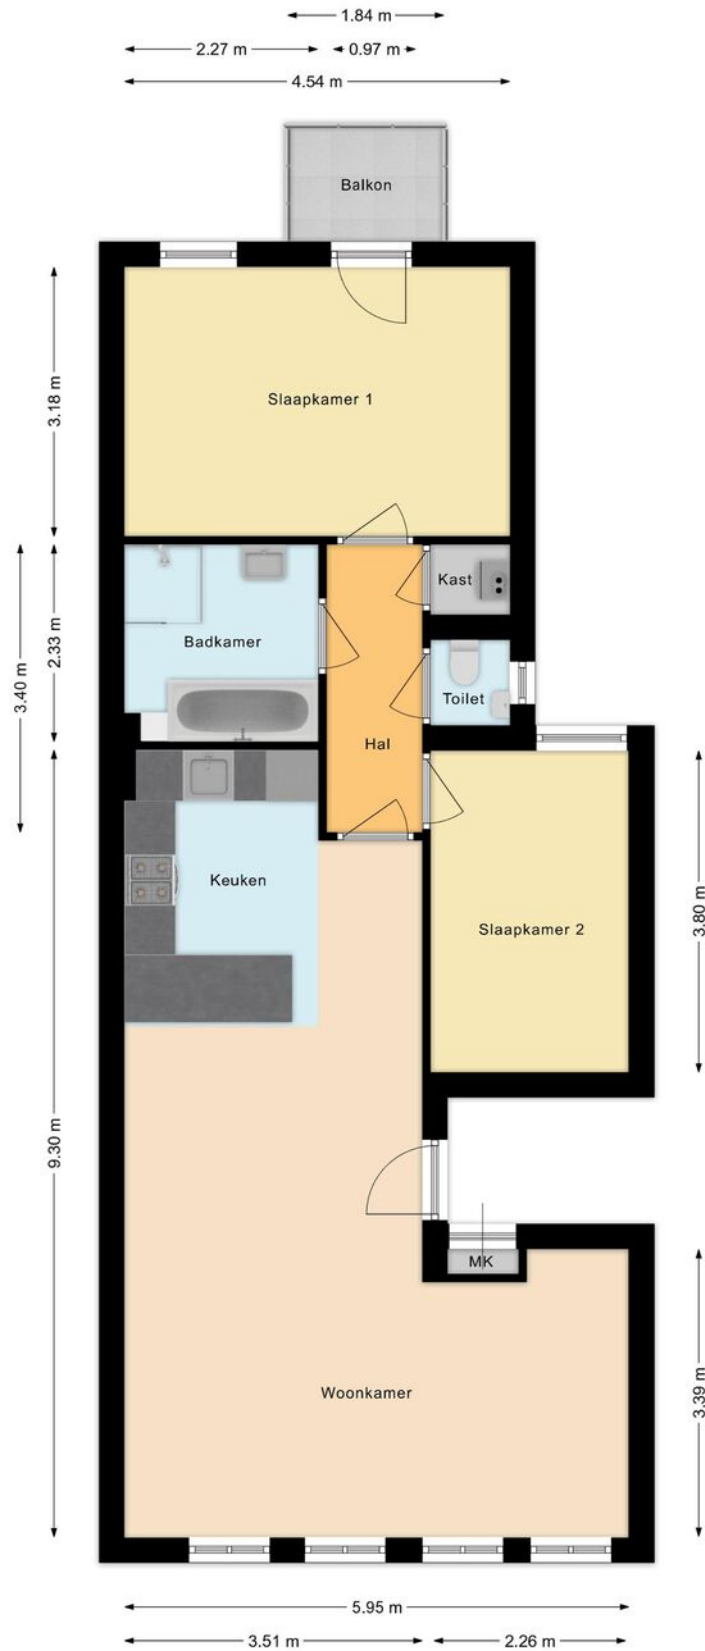 1.84 m
2.27 m
0.97 m
4.54 m
Balkon
3.18 m
Slaapkamer 1
3.40 m
2.33 m
Kast
Badkamer
Toilet
Hal
Keuken
3.80 m
Slaapkamer 2
9.30 m
MK
3.39 m
Woonkamer
5.95 m
3.51 m
2.26 m